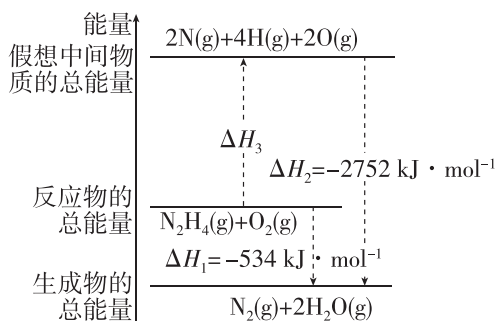 能量
2N(g)+4H(g)+2O(g)
假想中间物
质的总能量
ΔH₃
ΔH₂=−2752 kJ·mol⁻¹
反应物的
总能量
N₂H₄(g)+O₂(g)
ΔH₁=−534 kJ·mol⁻¹
生成物的
总能量
N₂(g)+2H₂O(g)